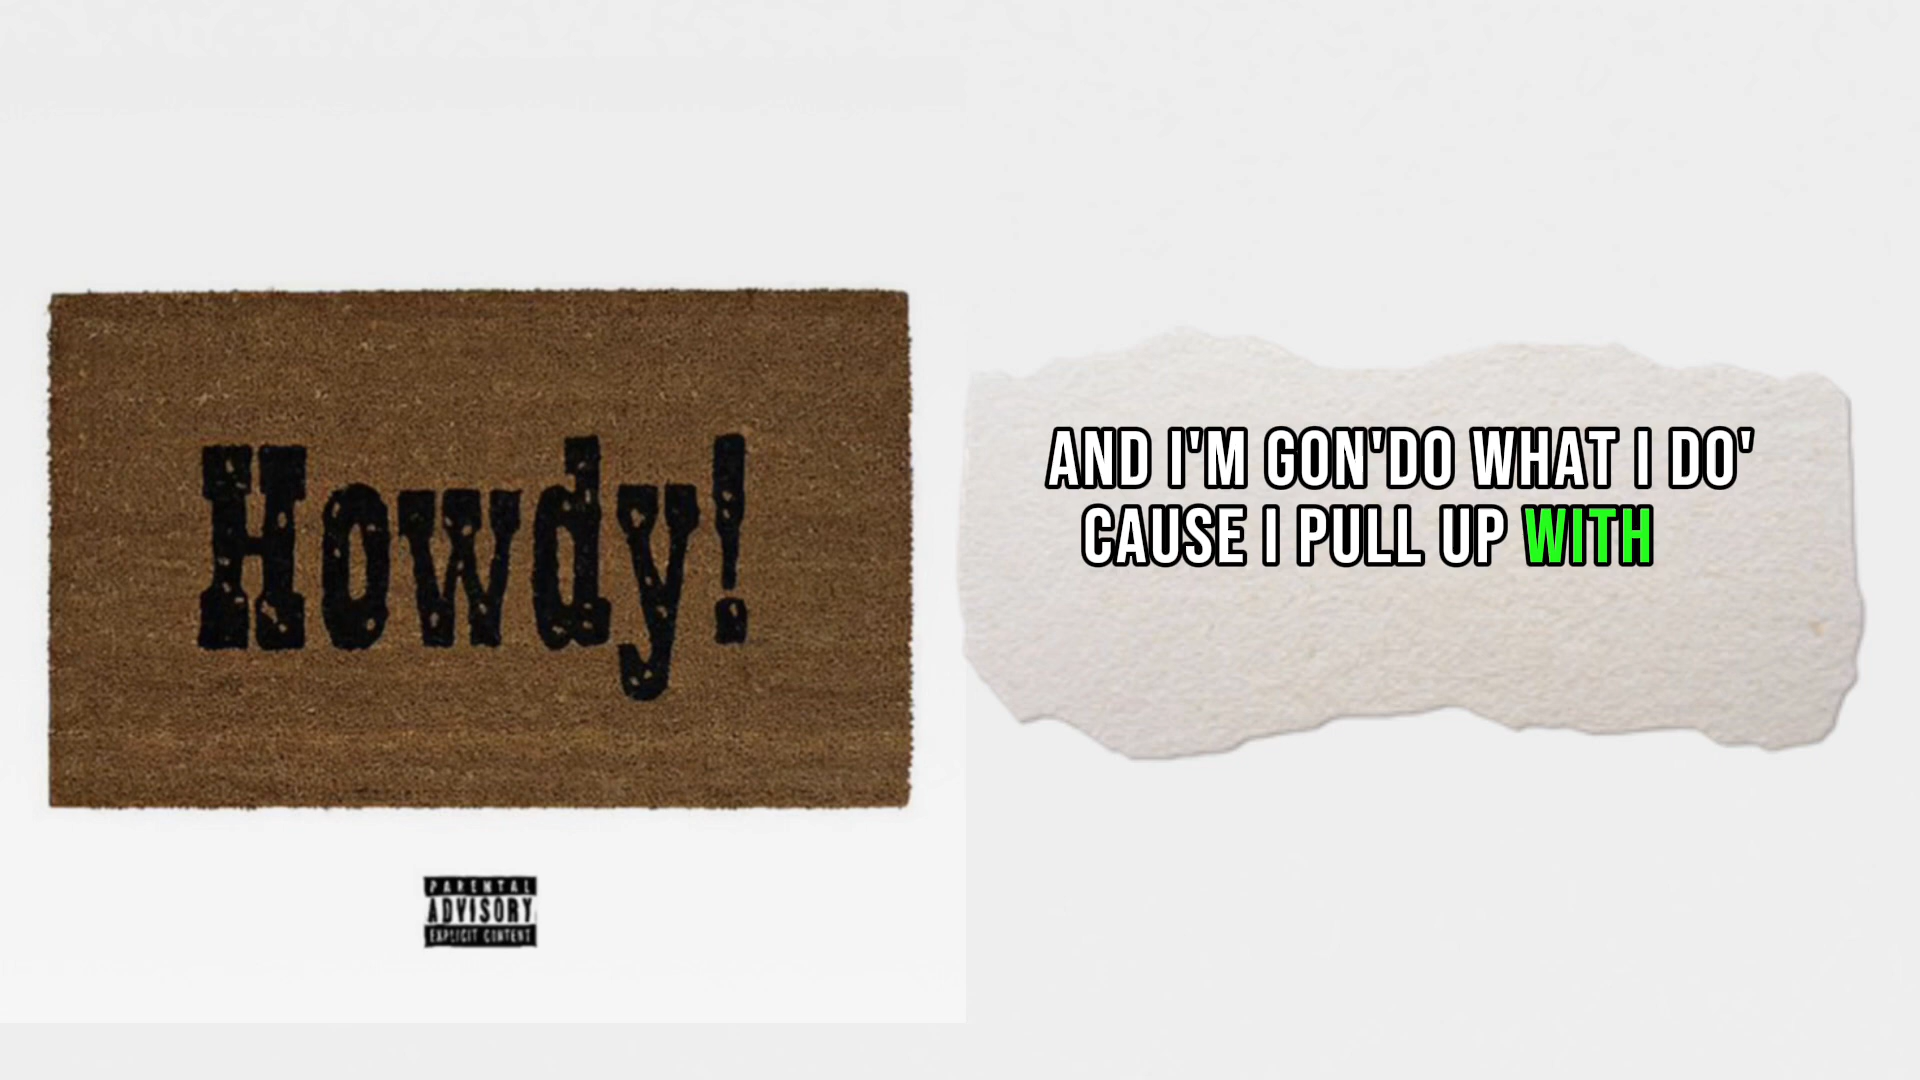 Howdy!
PARENTAL
ADVISORY
EXPLICIT CONTENT
AND I'M GON'DO WHAT I DO'
CAUSE I PULL UP WITH